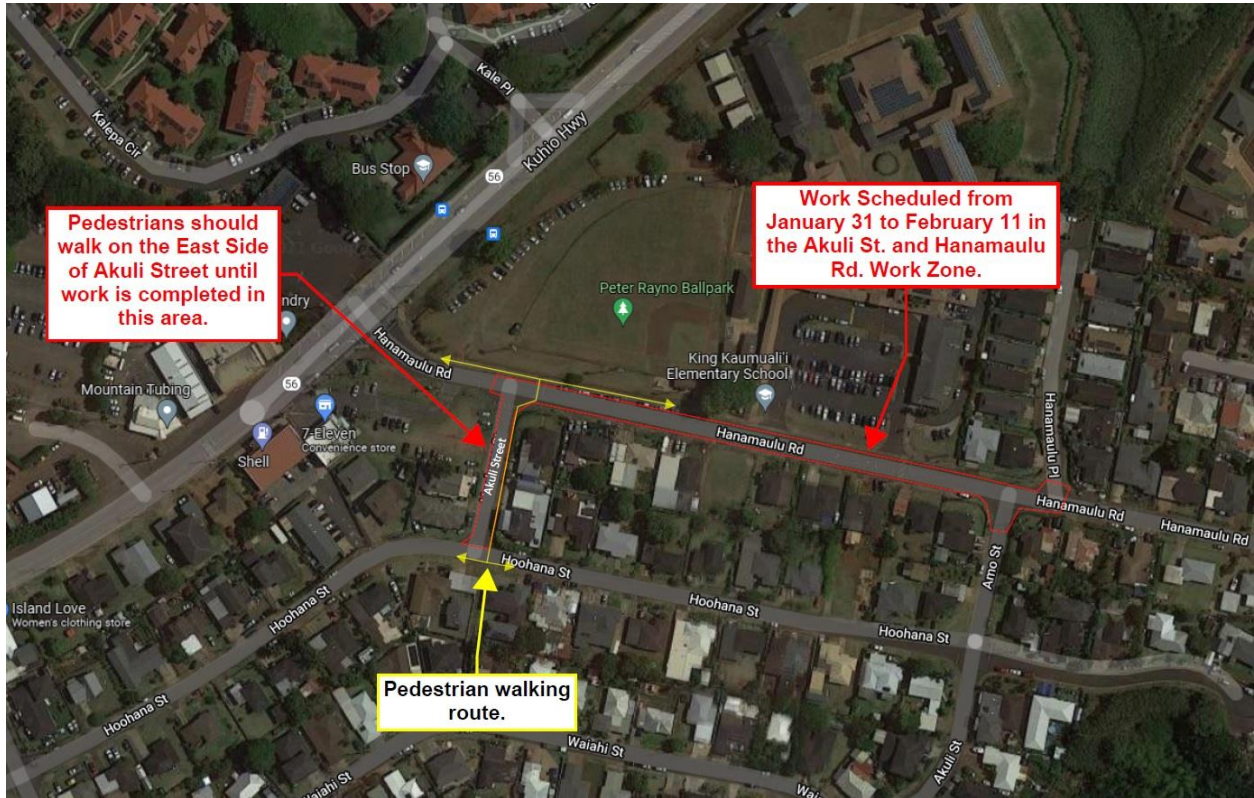 Kale Pl
Kalepa Cir
Bus Stop
Kuhio Hwy
56
Pedestrians should
walk on the East Side
of Akuli Street until
work is completed in
this area.
Work Scheduled from
January 31 to February 11 in
the Akuli St. and Hanamaulu
Rd. Work Zone.
Peter Rayno Ballpark
ndry
Hanamaulu Rd
King Kaumuali'i
Elementary School
56
Mountain Tubing
7-Eleven
Convenience store
Shell
Akuli Street
Hanamaulu Rd
Hanamaulu Pl
Hanamaulu Rd
Hanamaulu Rd
Hoohana St
Amo St
Island Love
Women's clothing store
Hoohana St
Hoohana St
Pedestrian walking
route.
Hoohana St
Waiahi St
Akuli St
Waiahi St